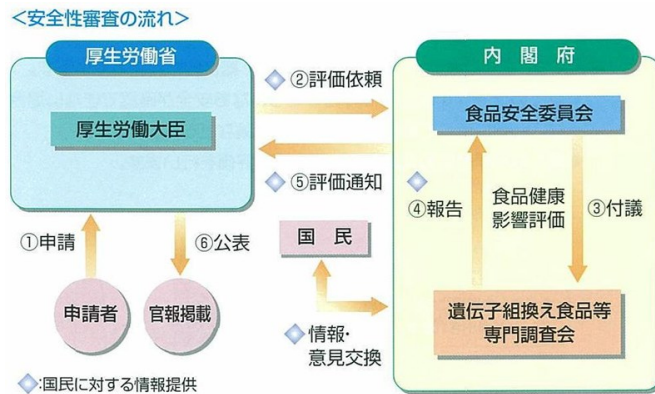 ＜安全性審査の流れ＞
厚生労働省
厚生労働大臣
②評価依頼
⑤評価通知
内閣府
食品安全委員会
④報告
食品健康
影響評価
③付議
遺伝子組換え食品等
専門調査会
①申請
⑥公表
申請者
官報掲載
国民
情報・
意見交換
:国民に対する情報提供